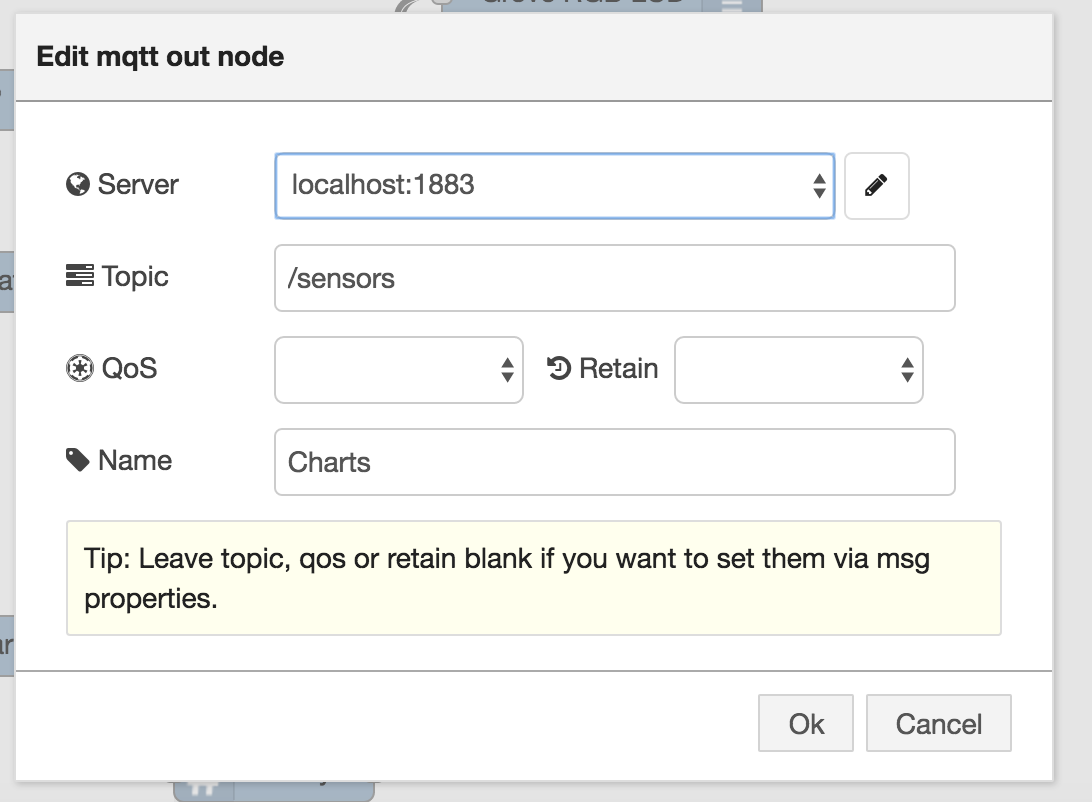 Edit mqtt out node
Server
localhost:1883
Topic
/sensors
QoS
Retain
Name
Charts
Tip: Leave topic, qos or retain blank if you want to set them via msg
properties.
Ok Cancel